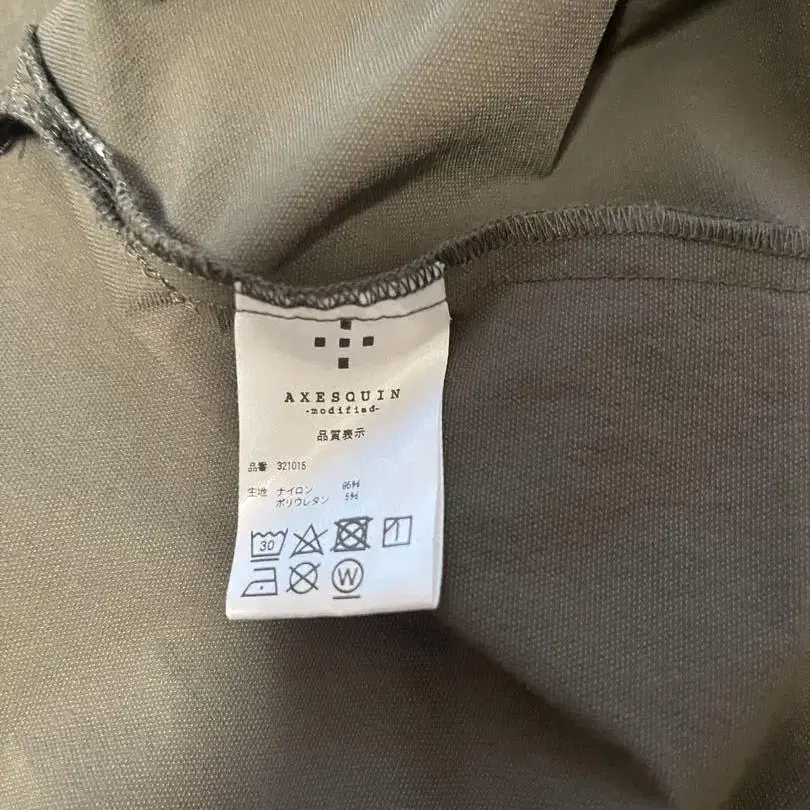 AXESQUIN
-modified-
品質表示
品番 321015
生地 ナイロン 95%
ポリウレタン 5%
30
W